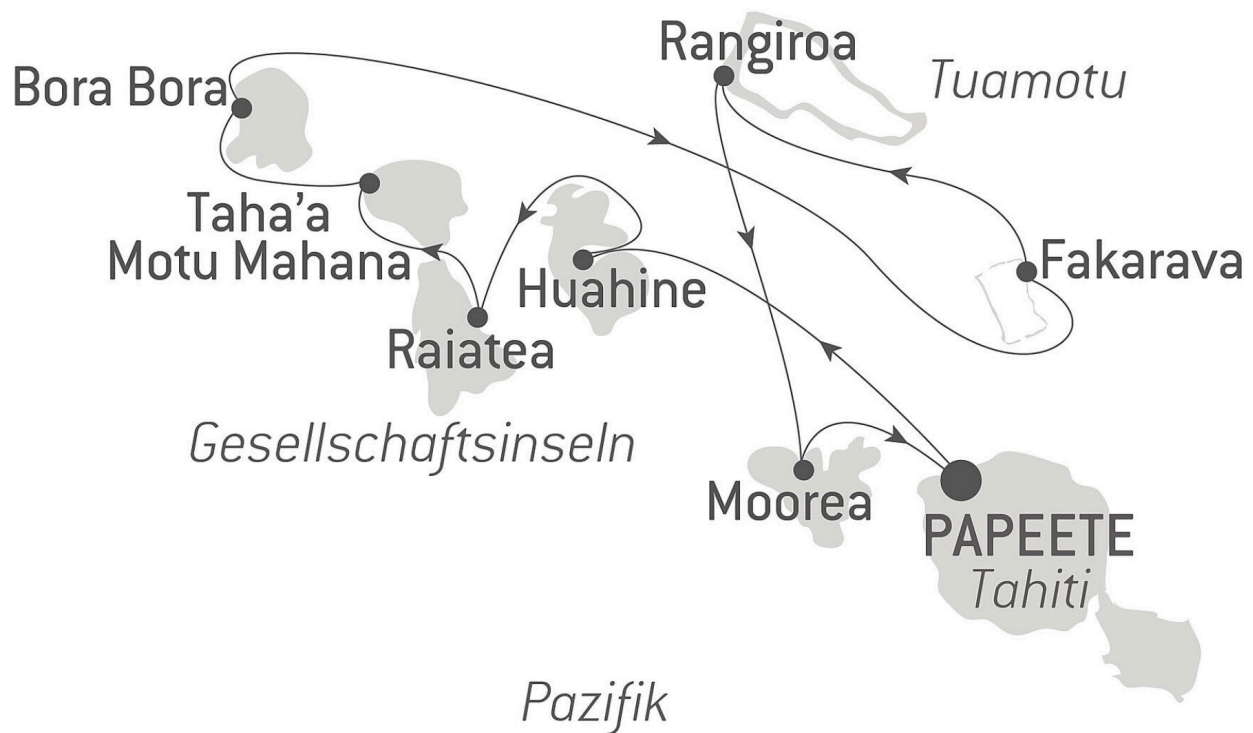 Rangiroa
Tuamotu
Bora Bora
Taha’a
Motu Mahana
Huahine
Fakarava
Raiatea
Gesellschaftsinseln
Moorea
PAPEETE
Tahiti
Pazifik